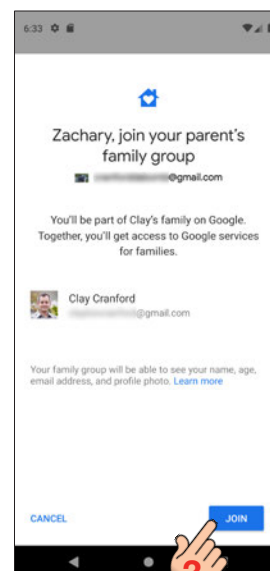 6:33
Zachary, join your parent's
family group
@gmail.com
You'll be part of Clay's family on Google.
Together, you'll get access to Google services
for families.
Clay Cranford
@gmail.com
Your family group will be able to see your name, age,
email address, and profile photo. Learn more
CANCEL
JOIN
2